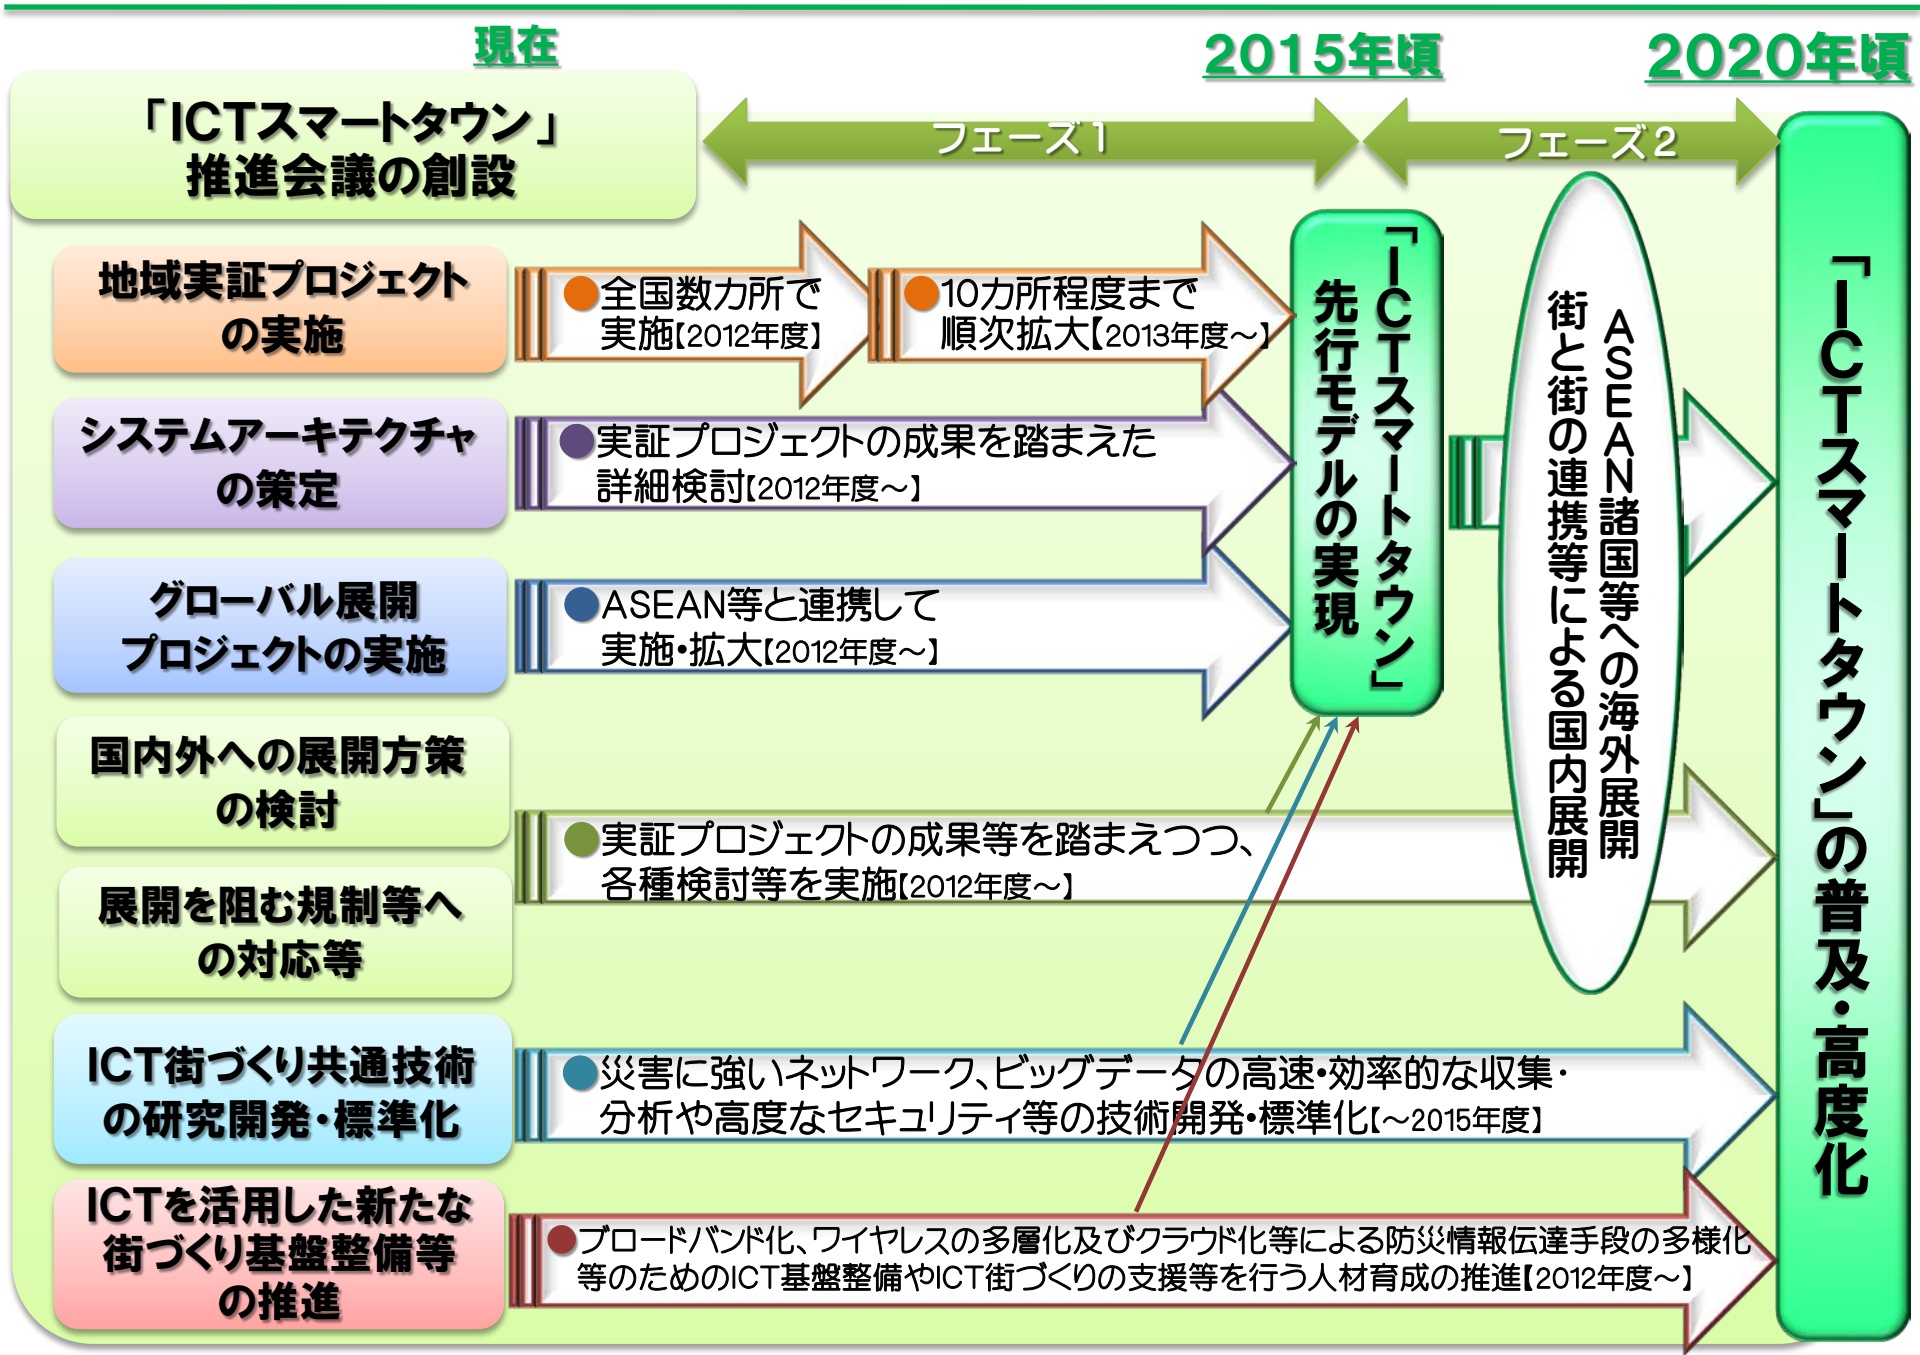 現在
2015年頃
2020年頃
「ICTスマートタウン」
推進会議の創設
フェーズ1
フェーズ2
地域実証プロジェクト
の実施
●全国数カ所で
実施【2012年度】
●10カ所程度まで
順次拡大【2013年度～】
システムアーキテクチャ
の策定
●実証プロジェクトの成果を踏まえた
詳細検討【2012年度～】
グローバル展開
プロジェクトの実施
●ASEAN等と連携して
実施・拡大【2012年度～】
「ICTスマートタウン」
先行モデルの実現
ASEAN諸国等への海外展開
街と街の連携等による国内展開
「ICTスマートタウン」の普及・高度化
国内外への展開方策
の検討
展開を阻む規制等へ
の対応等
●実証プロジェクトの成果等を踏まえつつ、
各種検討等を実施【2012年度～】
ICT街づくり共通技術
の研究開発・標準化
●災害に強いネットワーク、ビッグデータの高速・効率的な収集・
分析や高度なセキュリティ等の技術開発・標準化【～2015年度】
ICTを活用した新たな
街づくり基盤整備等
の推進
●ブロードバンド化、ワイヤレスの多層化及びクラウド化等による防災情報伝達手段の多様化
等のためのICT基盤整備やICT街づくりの支援等を行う人材育成の推進【2012年度～】